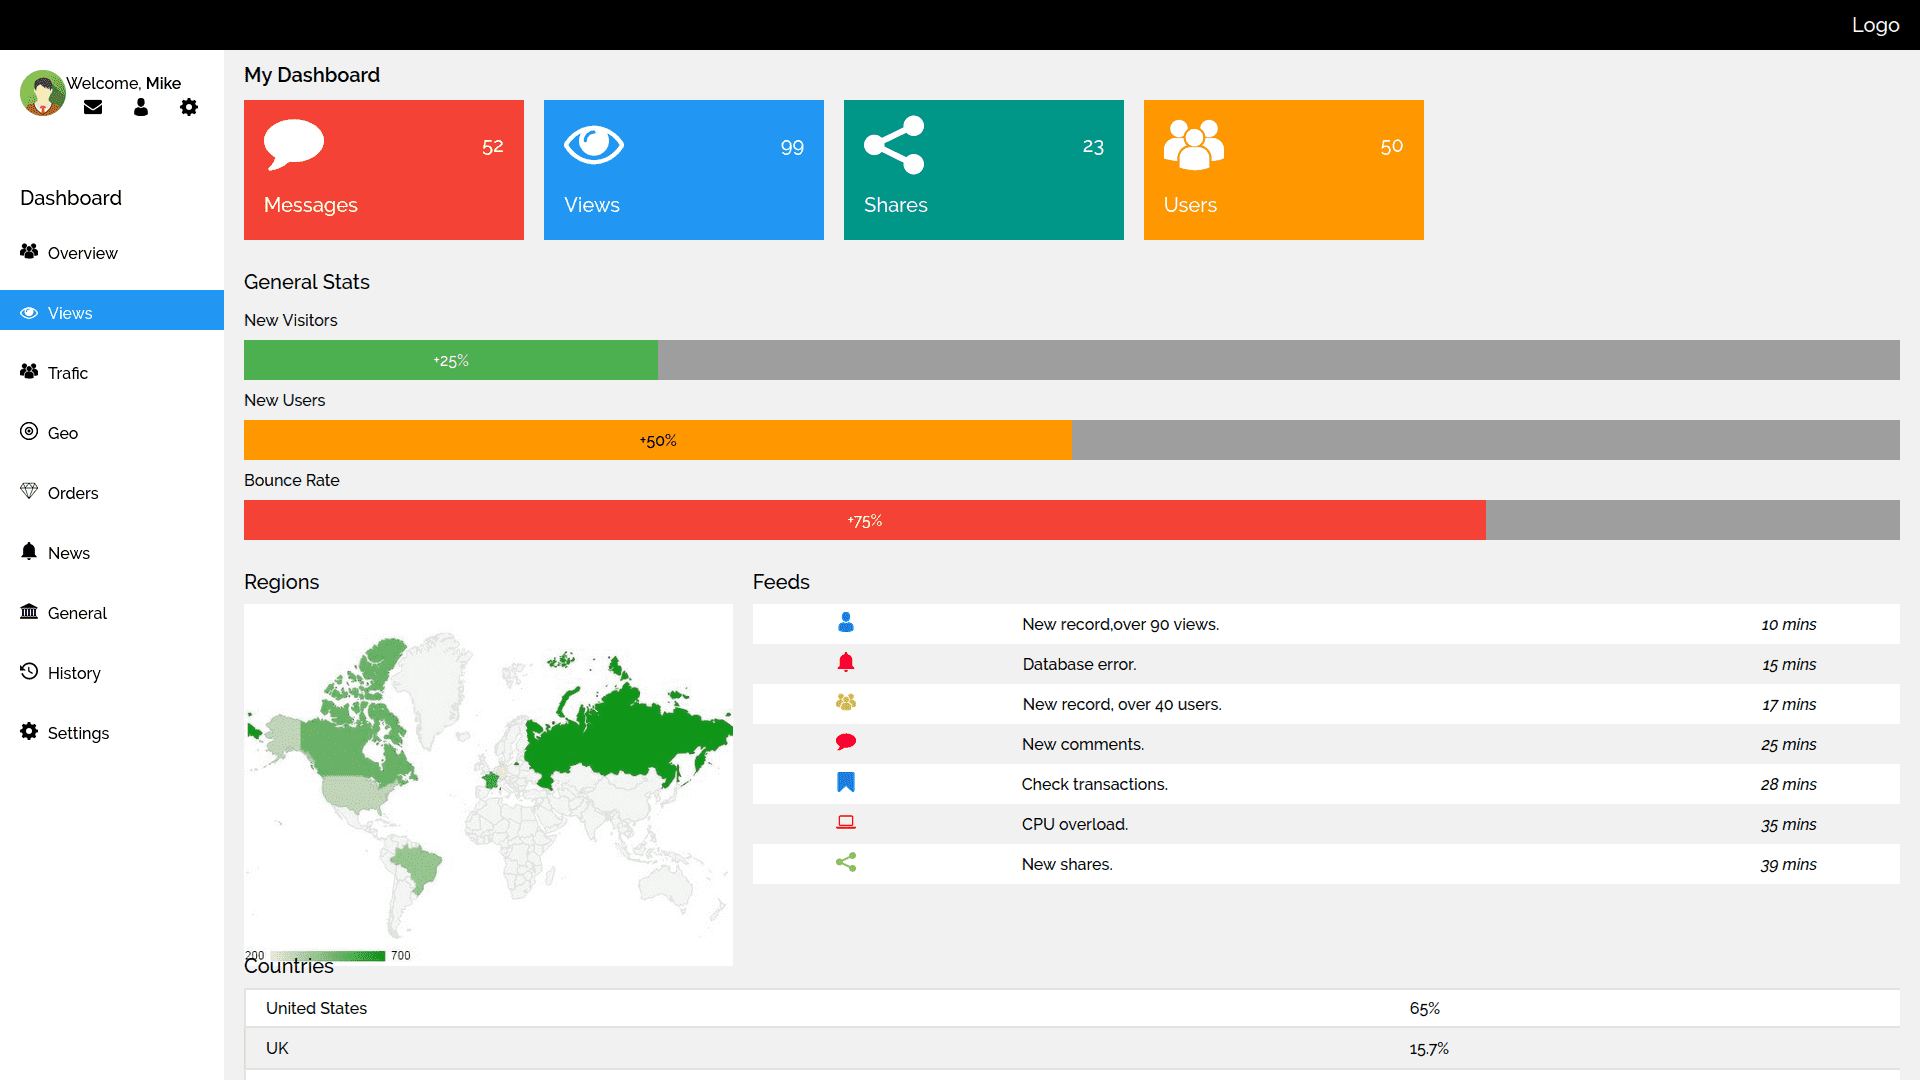 Logo
Welcome, Mike
Dashboard
Overview
Views
Trafic
Geo
Orders
News
General
History
Settings
My Dashboard
52
Messages
99
Views
23
Shares
50
Users
General Stats
New Visitors
+25%
New Users
+50%
Bounce Rate
+75%
Regions
200 700
Feeds
New record,over 90 views. 10 mins
Database error. 15 mins
New record, over 40 users. 17 mins
New comments. 25 mins
Check transactions. 28 mins
CPU overload. 35 mins
New shares. 39 mins
Countries
United States 65%
UK 15.7%